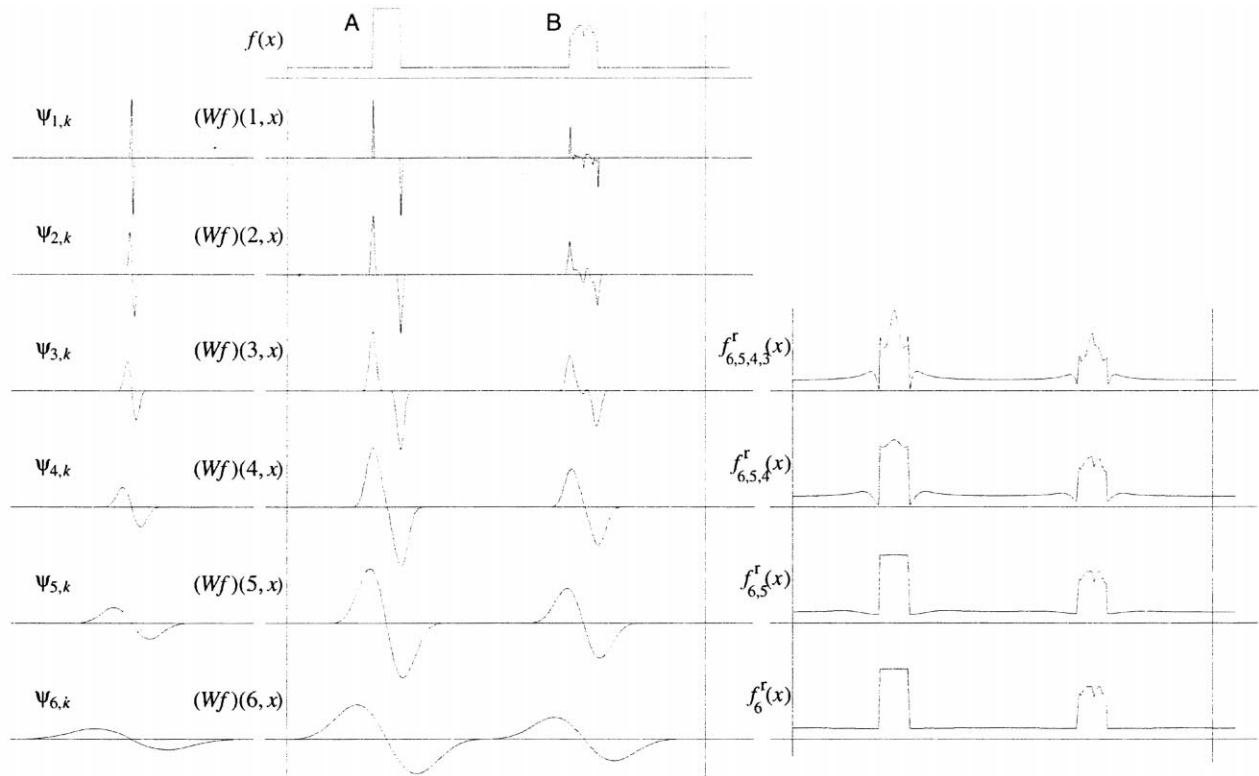 A B
f(x)
ψ1,k (Wf)(1, x)
ψ2,k (Wf)(2, x)
ψ3,k (Wf)(3, x) f^r_6,5,4,3(x)
ψ4,k (Wf)(4, x) f^r_6,5,4(x)
ψ5,k (Wf)(5, x) f^r_6,5(x)
ψ6,k (Wf)(6, x) f^r_6(x)